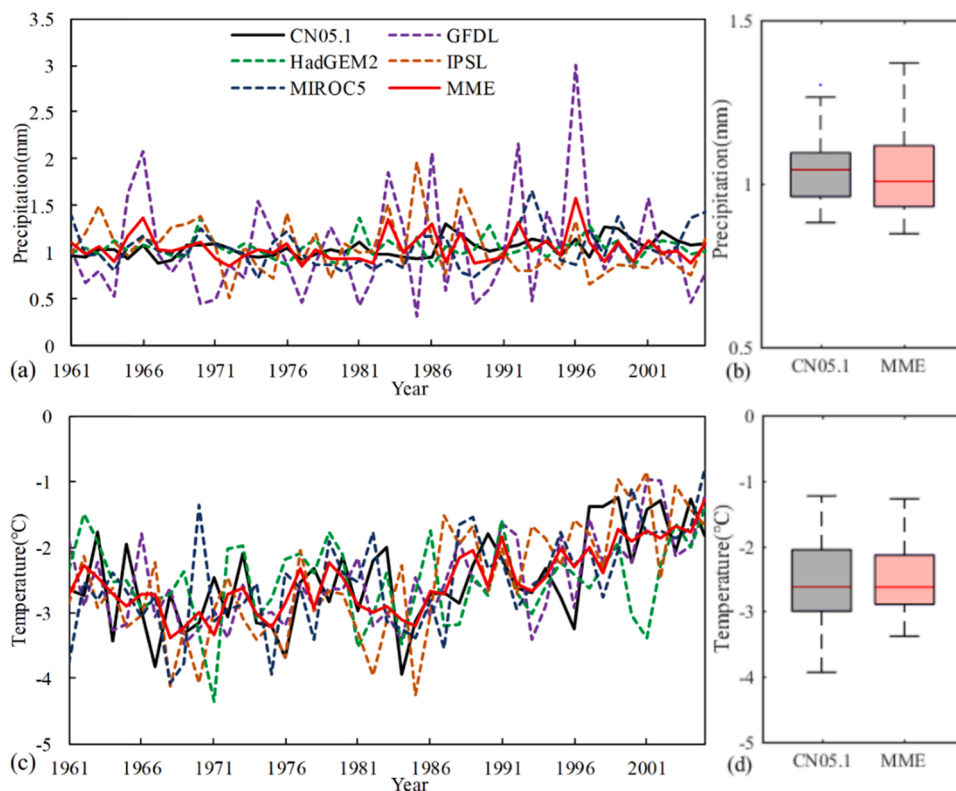 3.5
3
2.5
2
1.5
1
0.5
0
Precipitation(mm)
CN05.1
GFDL
HadGEM2
IPSL
MIROC5
MME
1961 1966 1971 1976 1981 1986 1991 1996 2001
Year
(a)
1.5
1
0.5
Precipitation(mm)
CN05.1 MME
(b)
0
-1
-2
-3
-4
-5
Temperature(°C)
1961 1966 1971 1976 1981 1986 1991 1996 2001
Year
(c)
0
-1
-2
-3
-4
-5
Temperature(°C)
CN05.1 MME
(d)